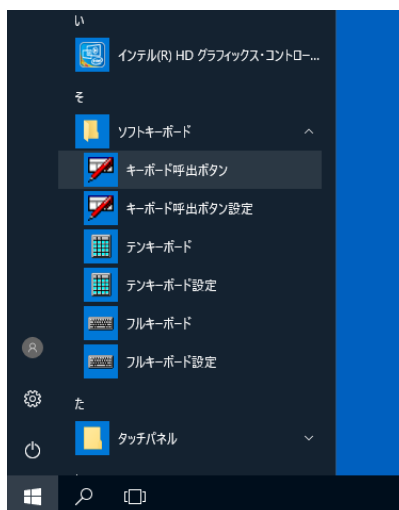 い
インテル(R) HD グラフィックス・コントロー...
そ
ソフトキーボード
キーボード呼出ボタン
キーボード呼出ボタン設定
テンキーボード
テンキーボード設定
フルキーボード
フルキーボード設定
た
タッチパネル